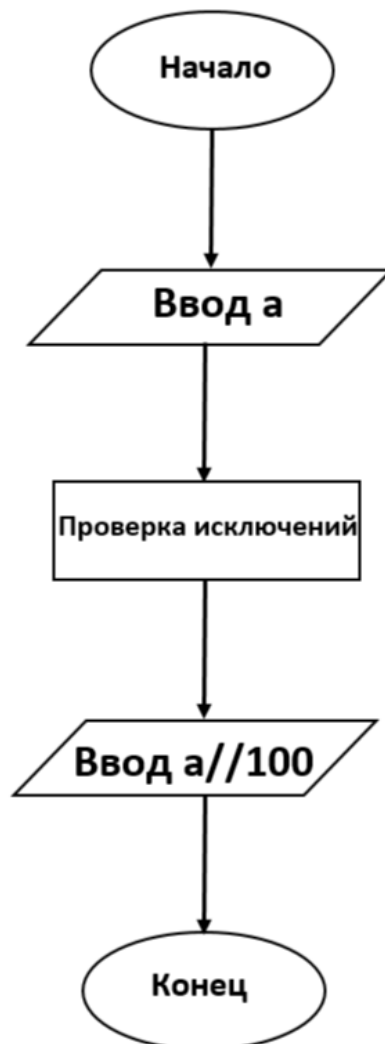 Начало
Ввод а
Проверка исключений
Ввод а//100
Конец